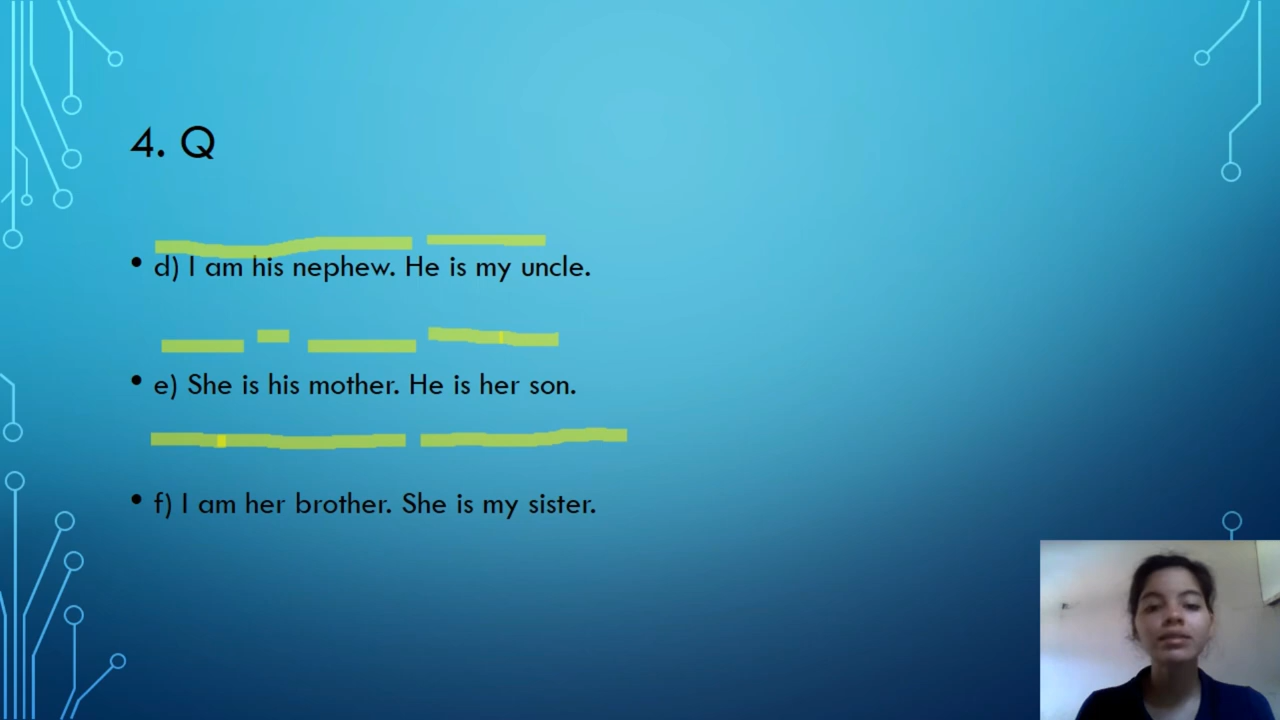 4. Q
• d) I am his nephew. He is my uncle.
• e) She is his mother. He is her son.
• f) I am her brother. She is my sister.